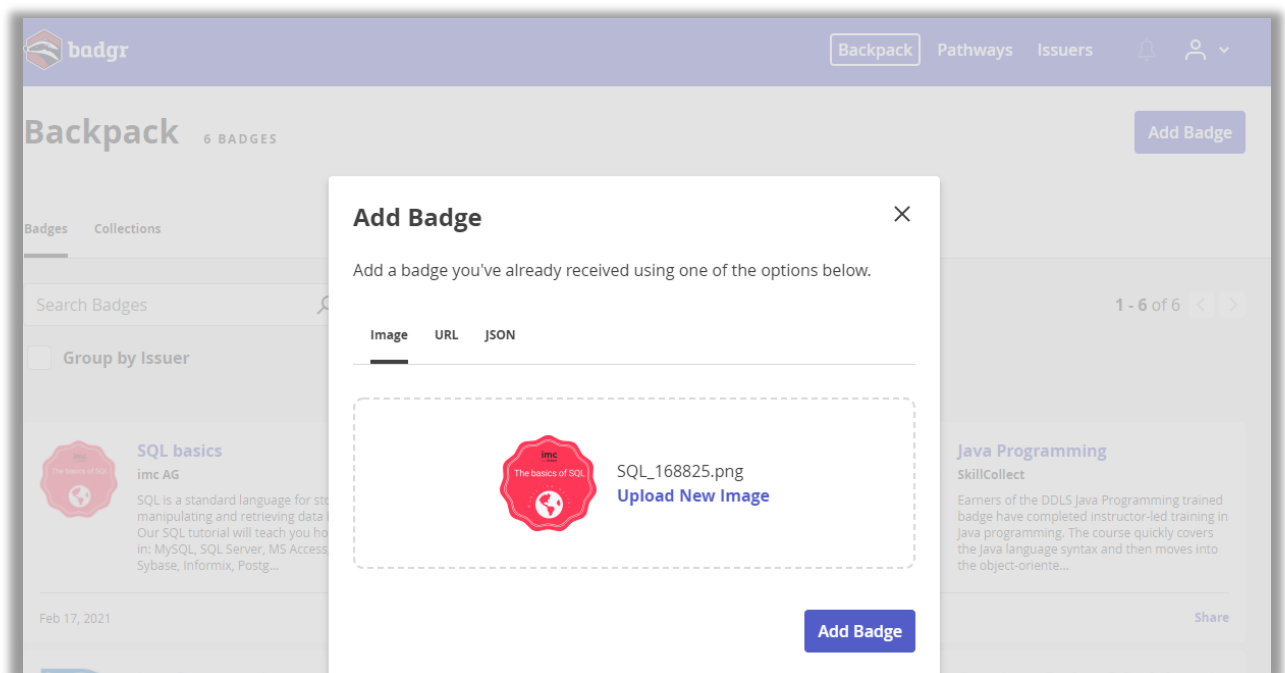 badgr
Backpack Pathways Issuers
Backpack 6 BADGES
Add Badge
Badges Collections
Add Badge
Add a badge you've already received using one of the options below.
Search Badges
1 - 6 of 6
Image URL JSON
Group by Issuer
imc
The basics of SQL
SQL_168825.png
Upload New Image
imc
The basics of SQL
SQL basics
imc AG
SQL is a standard language for sto
manipulating and retrieving data i
Our SQL tutorial will teach you ho
in: MySQL, SQL Server, MS Access,
Sybase, Informix, Postg...
Feb 17, 2021
Java Programming
SkillCollect
Earners of the DDLS Java Programming trained
badge have completed instructor-led training in
Java programming. The course quickly covers
the Java language syntax and then moves into
the object-oriente...
Share
Add Badge